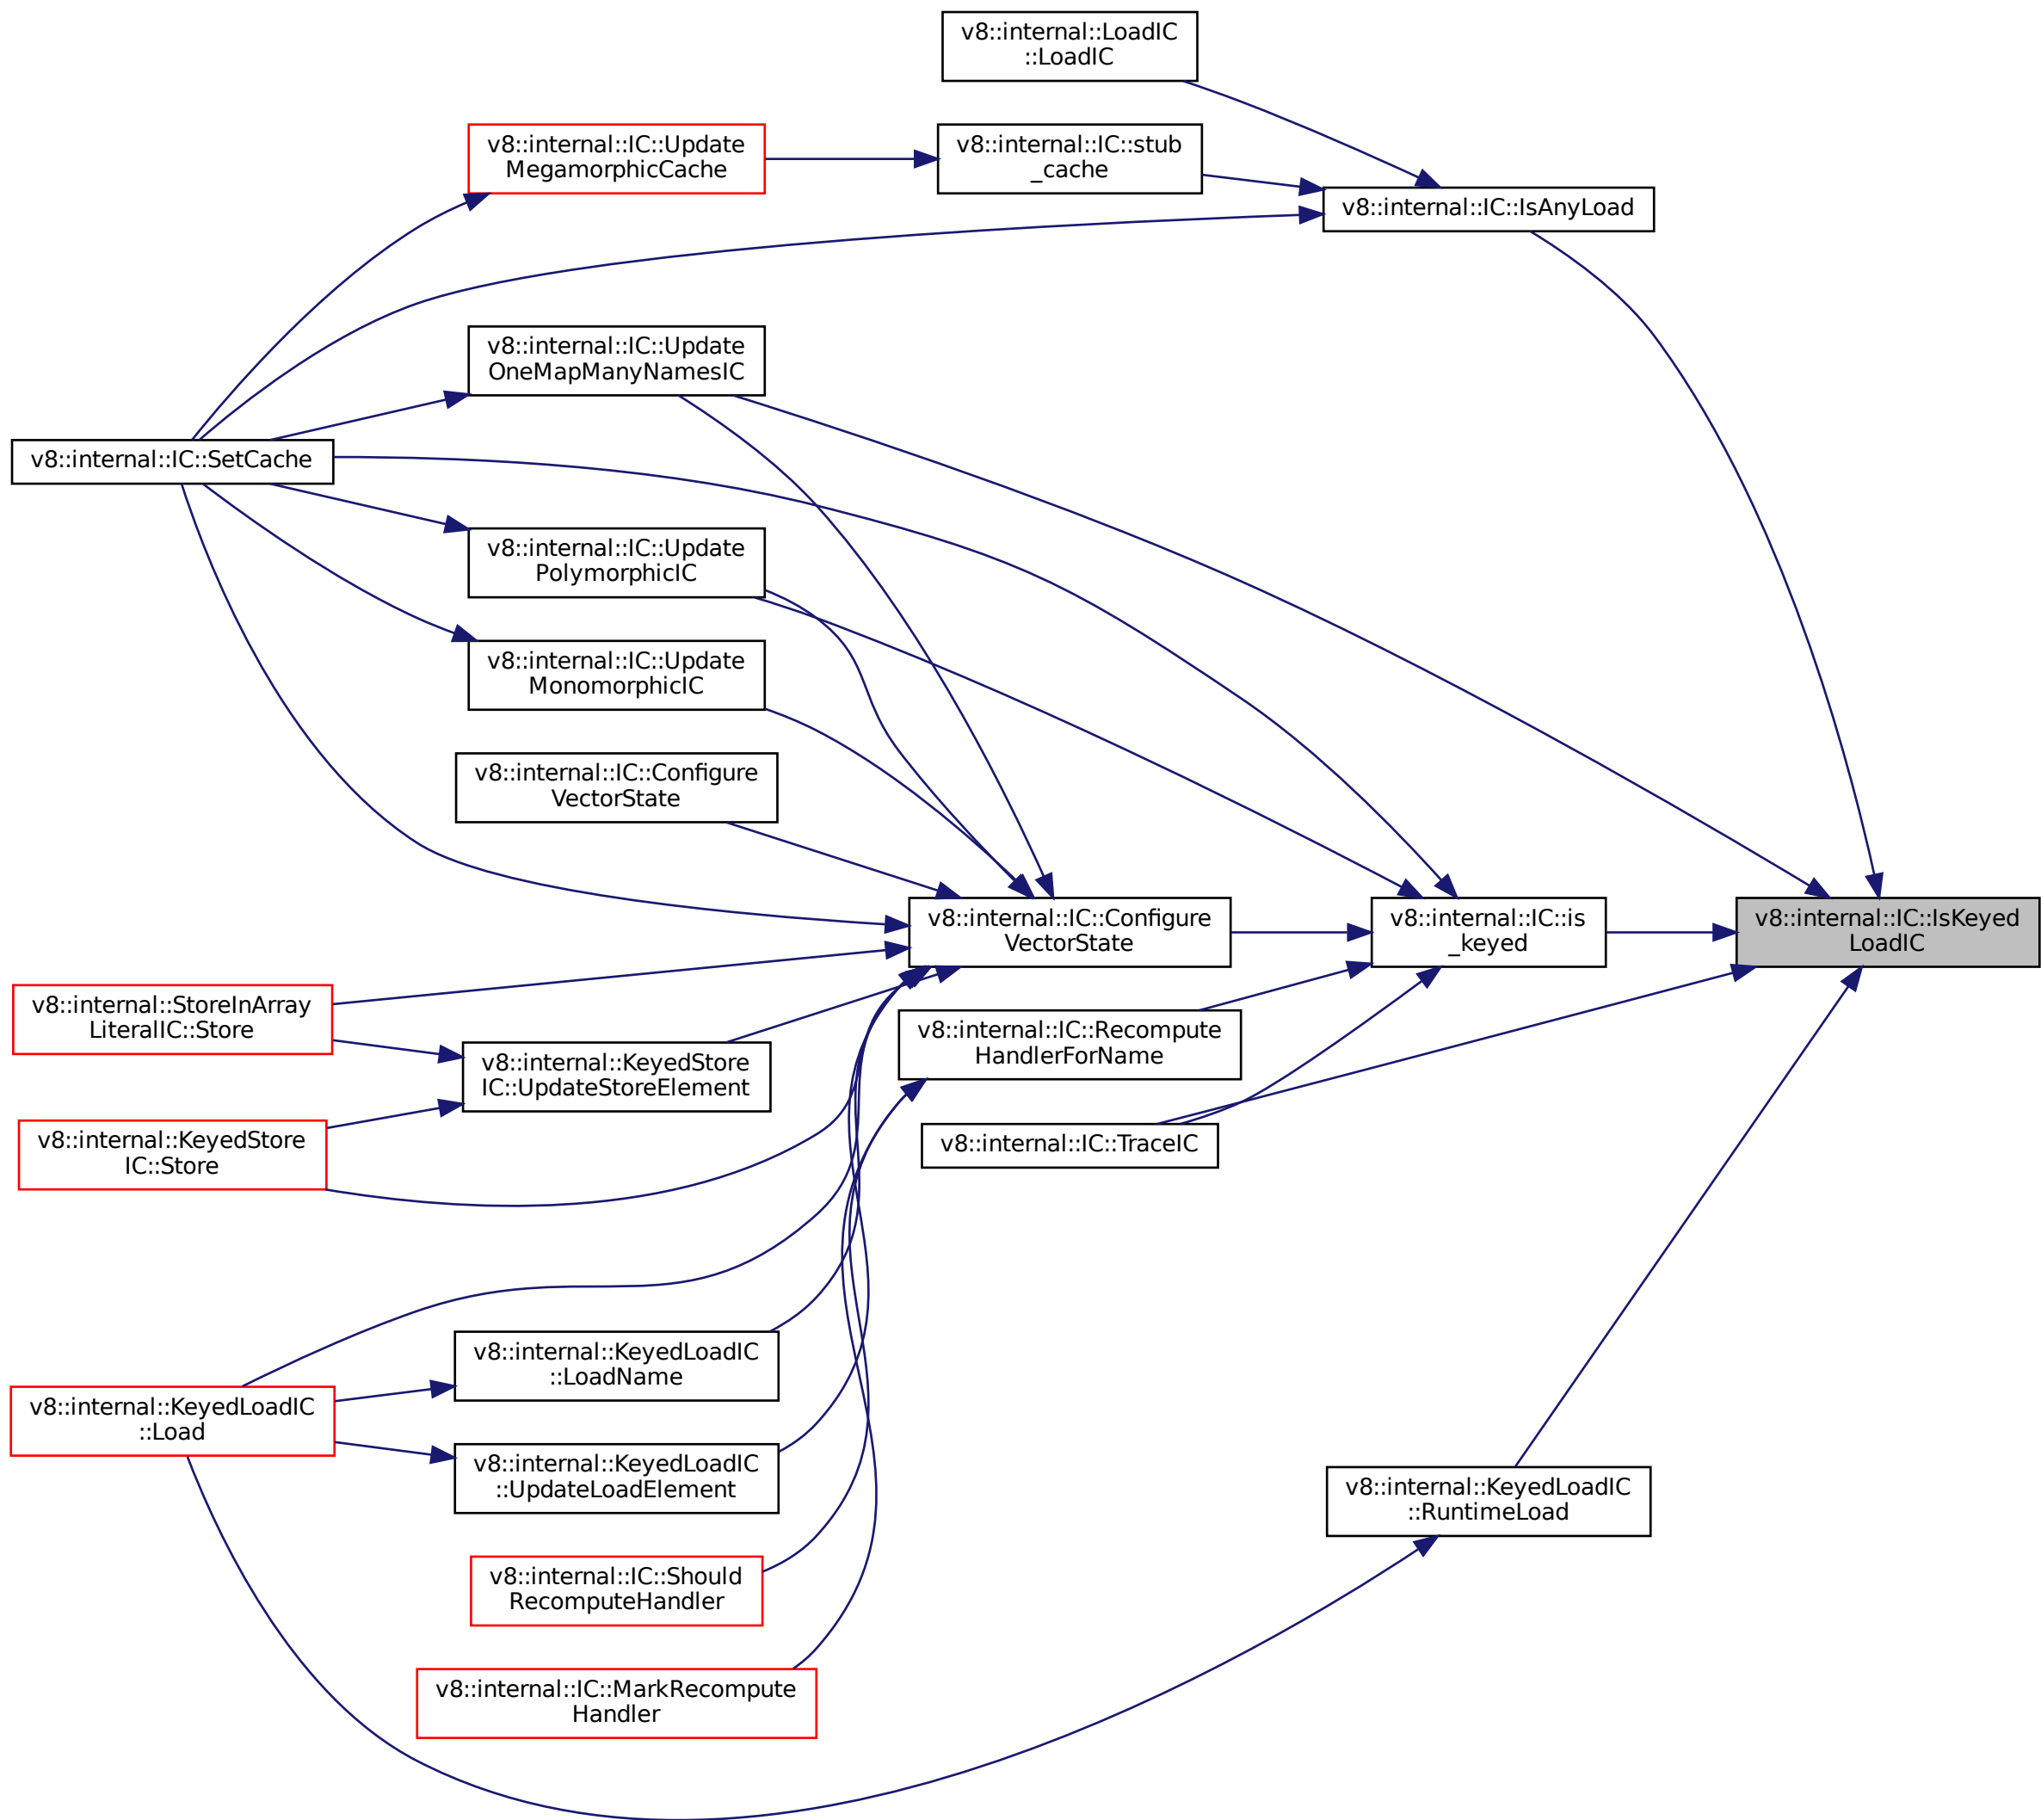 v8::internal::LoadIC
::LoadIC
v8::internal::IC::Update
MegamorphicCache
v8::internal::IC::stub
_cache
v8::internal::IC::IsAnyLoad
v8::internal::IC::Update
OneMapManyNamesIC
v8::internal::IC::SetCache
v8::internal::IC::Update
PolymorphicIC
v8::internal::IC::Update
MonomorphicIC
v8::internal::IC::Configure
VectorState
v8::internal::IC::Configure
VectorState
v8::internal::IC::is
_keyed
v8::internal::IC::IsKeyed
LoadIC
v8::internal::StoreInArray
LiteralIC::Store
v8::internal::KeyedStore
IC::UpdateStoreElement
v8::internal::IC::Recompute
HandlerForName
v8::internal::KeyedStore
IC::Store
v8::internal::IC::TraceIC
v8::internal::KeyedLoadIC
::LoadName
v8::internal::KeyedLoadIC
::Load
v8::internal::KeyedLoadIC
::UpdateLoadElement
v8::internal::KeyedLoadIC
::RuntimeLoad
v8::internal::IC::Should
RecomputeHandler
v8::internal::IC::MarkRecompute
Handler